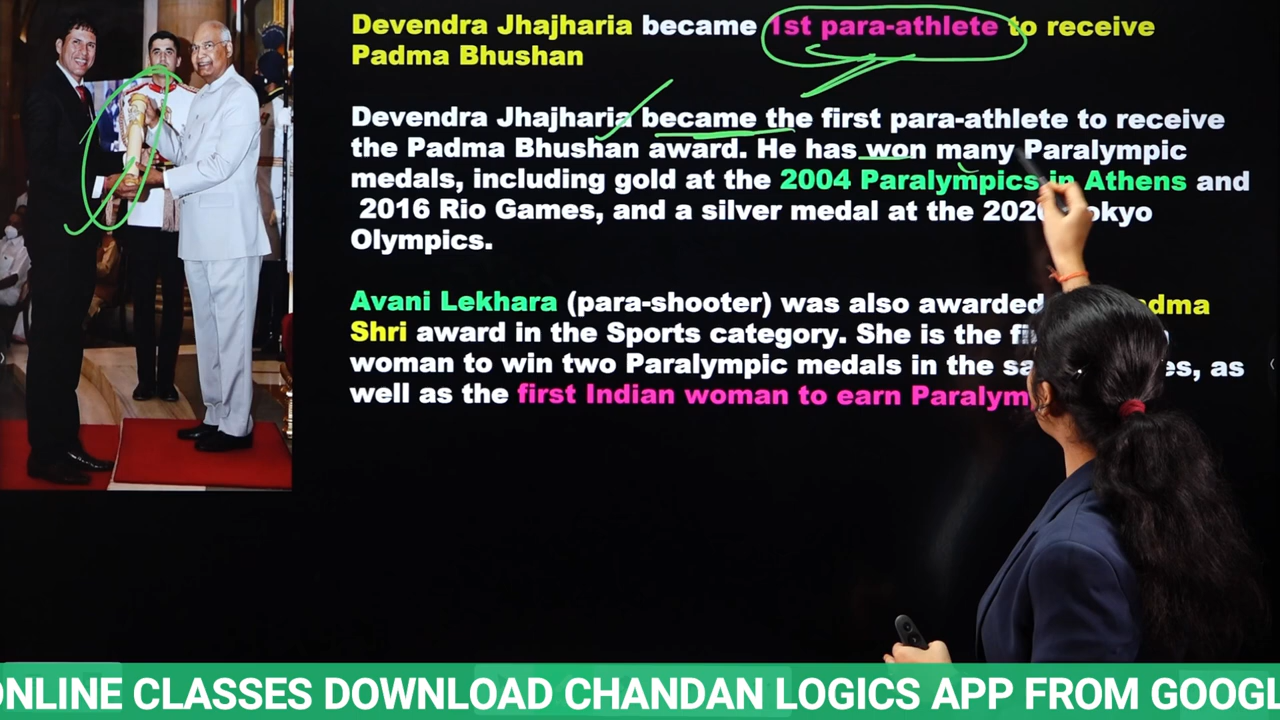 Devendra Jhajharia became 1st para-athlete to receive
Padma Bhushan
Devendra Jhajharia became the first para-athlete to receive
the Padma Bhushan award. He has won many Paralympic
medals, including gold at the 2004 Paralympics in Athens and
2016 Rio Games, and a silver medal at the 2020 Tokyo
Olympics.
Avani Lekhara (para-shooter) was also awarded
Shri award in the Sports category. She is the
woman to win two Paralympic medals in the as
well as the first Indian woman to earn
ONLINE CLASSES DOWNLOAD CHANDAN LOGICS APP FROM